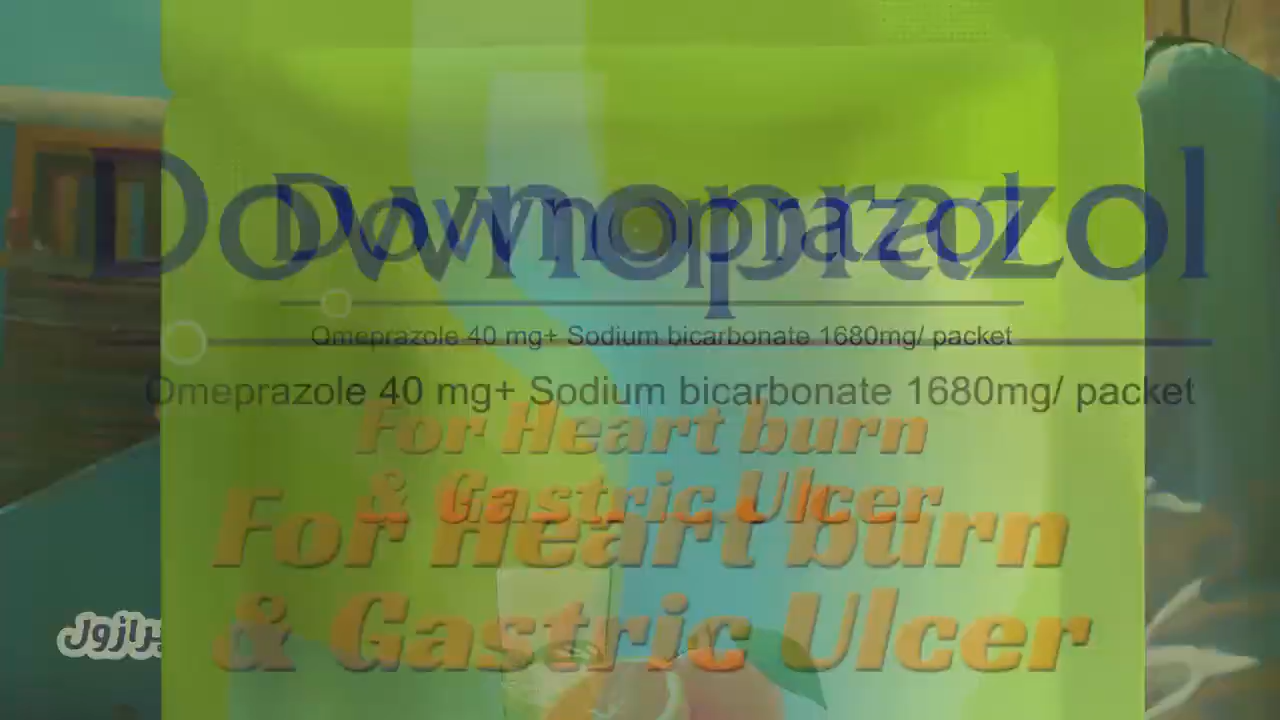 Downoprazol
Downoprazol
Omeprazole 40 mg+ Sodium bicarbonate 1680mg/ packet
Omeprazole 40 mg+ Sodium bicarbonate 1680mg/ packet
For Heart burn
& Gastric Ulcer
For Heart burn
& Gastric Ulcer